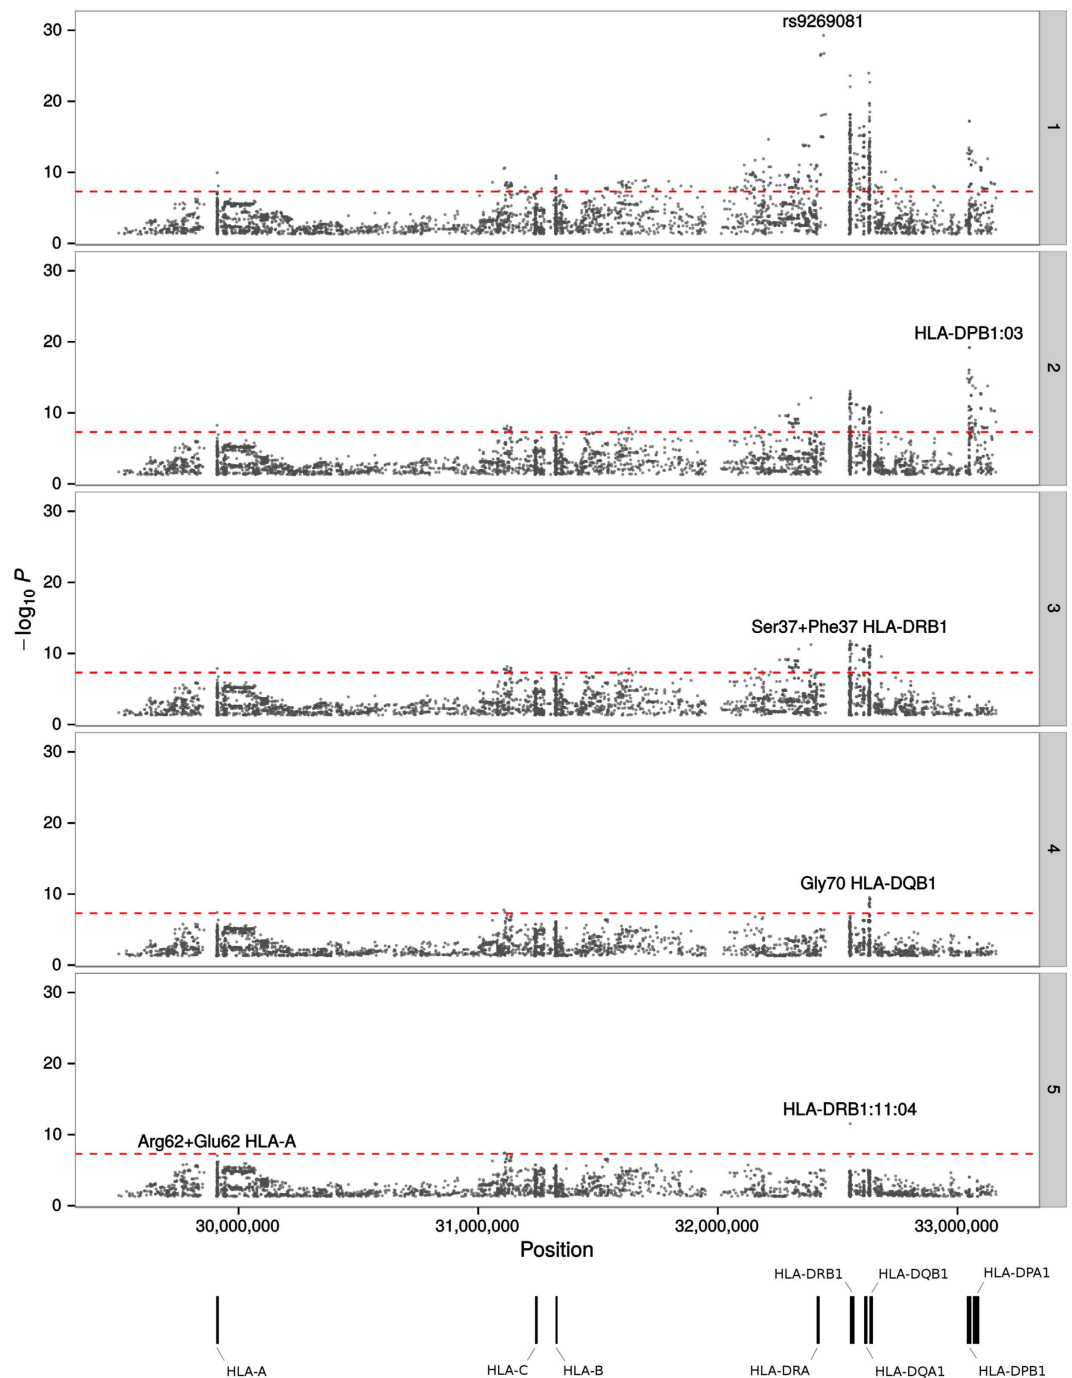 30
20
10
0
rs9269081
1
30
20
10
0
HLA-DPB1:03
2
30
20
10
0
Ser37+Phe37 HLA-DRB1
3
− log10 P
30
20
10
0
Gly70 HLA-DQB1
4
30
20
10
0
HLA-DRB1:11:04
Arg62+Glu62 HLA-A
5
30,000,000 31,000,000 32,000,000 33,000,000
Position
HLA-DRB1 HLA-DQB1 HLA-DPA1
HLA-A HLA-C HLA-B HLA-DRA HLA-DQA1 HLA-DPB1